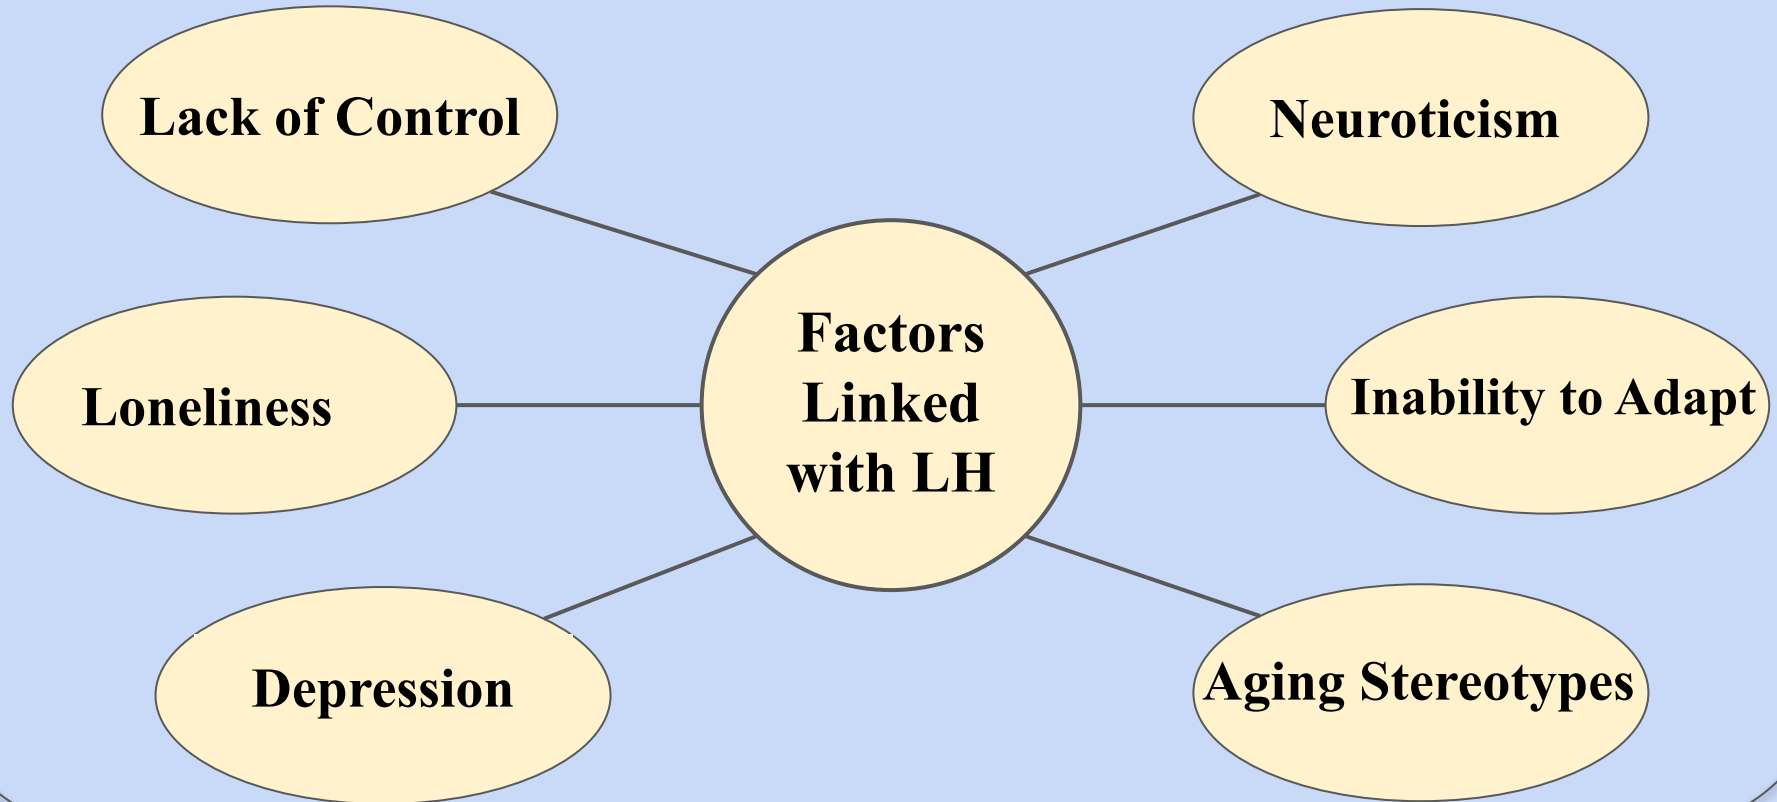 Lack of Control
Neuroticism
Factors
Linked
with LH
Loneliness
Inability to Adapt
Depression
Aging Stereotypes